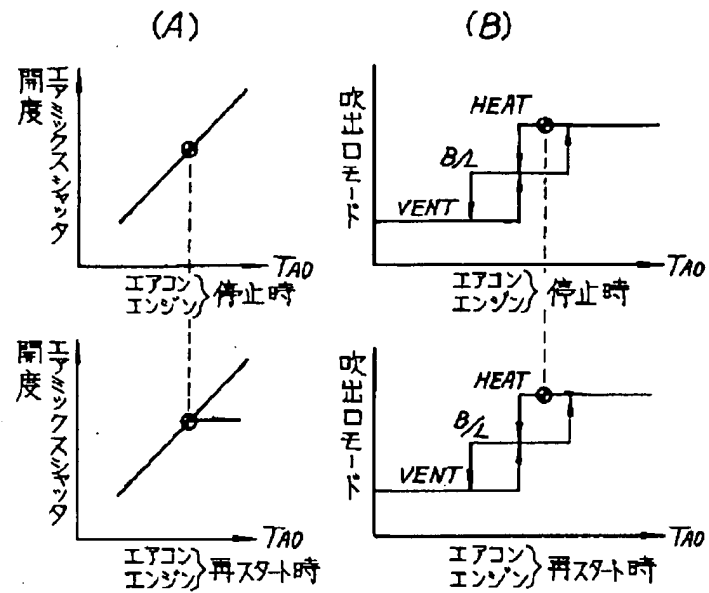 (A)
開度
エアミックスシャッタ
TAO
エアコン
エンジン
停止時
(B)
吹出口モード
HEAT
B/L
VENT
TAO
エアコン
エンジン
停止時
開度
エアミックスシャッタ
TAO
エアコン
エンジン
再スタート時
吹出口モード
HEAT
B/L
VENT
TAO
エアコン
エンジン
再スタート時